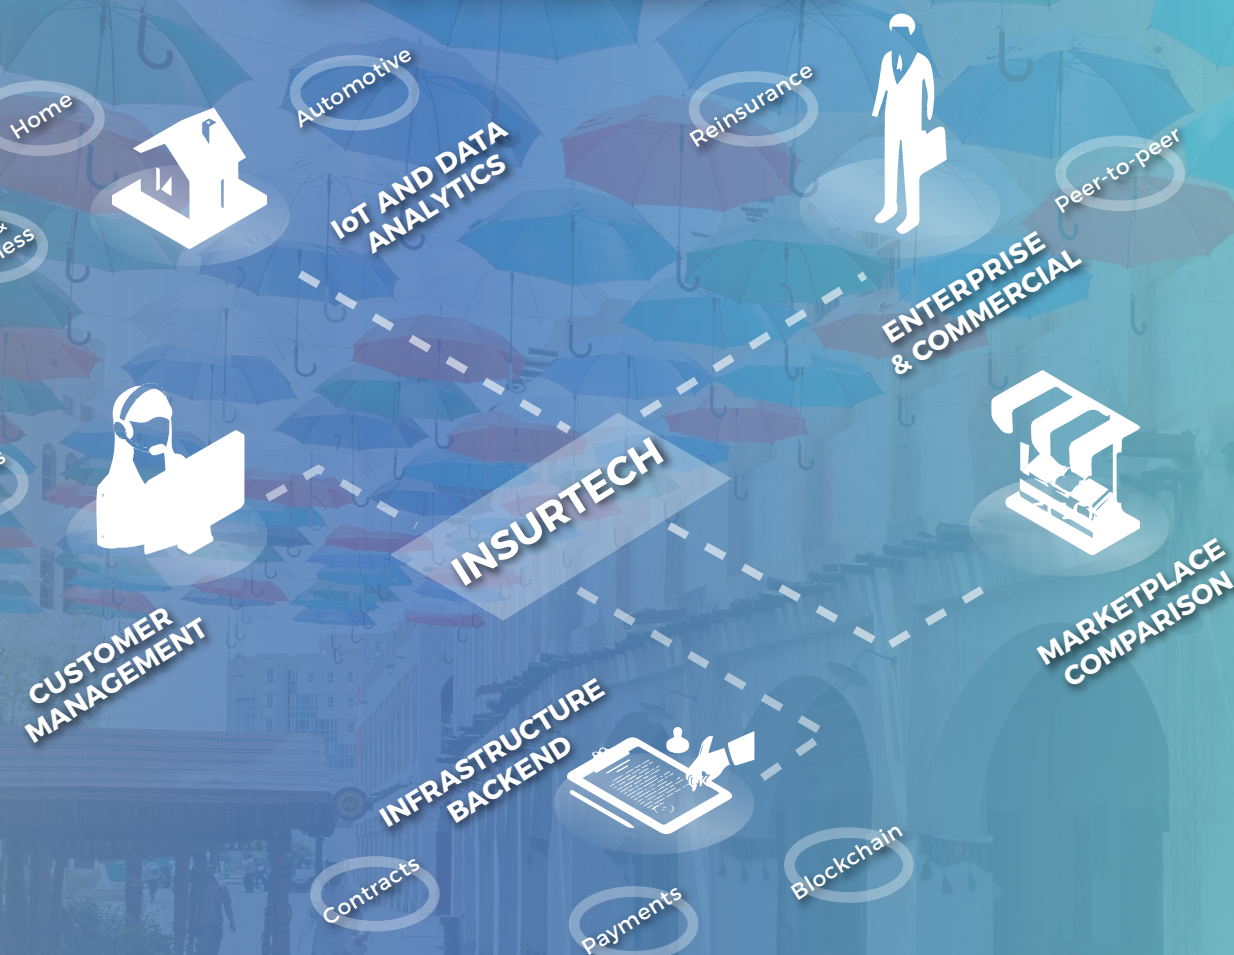 Home
Automotive
Reinsurance
Peer-to-peer
IoT AND DATA
ANALYTICS
ENTERPRISE
& COMMERCIAL
INSURTECH
CUSTOMER
MANAGEMENT
MARKETPLACE
COMPARISON
INFRASTRUCTURE
BACKEND
Contracts
Payments
Blockchain